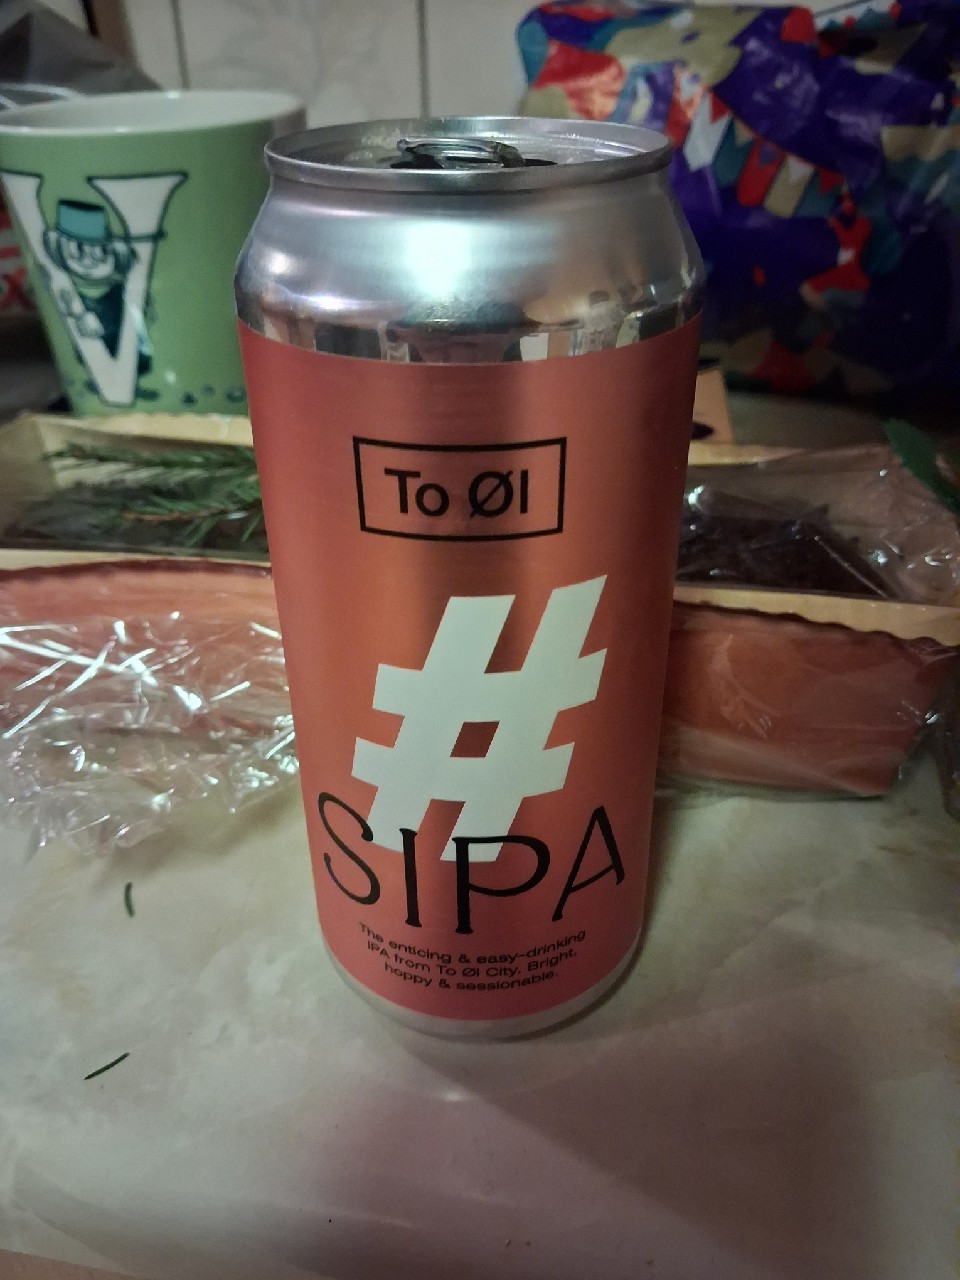 V
To Øl
#
SIPA
The enticing & easy-drinking
IPA from To Øl City. Bright,
hoppy & sessionable.